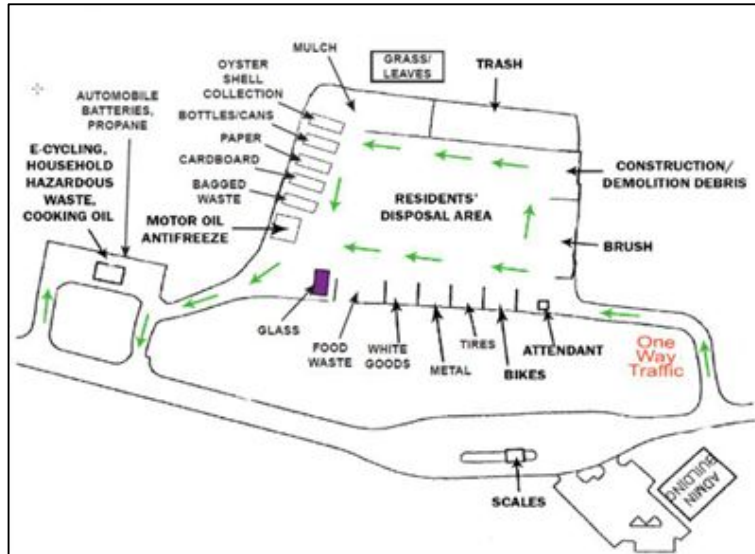 MULCH
GRASS/
LEAVES
TRASH
OYSTER
SHELL
COLLECTION
AUTOMOBILE
BATTERIES,
PROPANE
BOTTLES/CANS
PAPER
CARDBOARD
BAGGED
WASTE
E-CYCLING,
HOUSEHOLD
HAZARDOUS
WASTE,
COOKING OIL
MOTOR OIL
ANTIFREEZE
RESIDENTS'
DISPOSAL AREA
CONSTRUCTION/
DEMOLITION DEBRIS
BRUSH
GLASS
FOOD
WASTE
WHITE
GOODS
METAL
TIRES
BIKES
ATTENDANT
One
Way
Traffic
SCALES
ADMIN
BUILDING